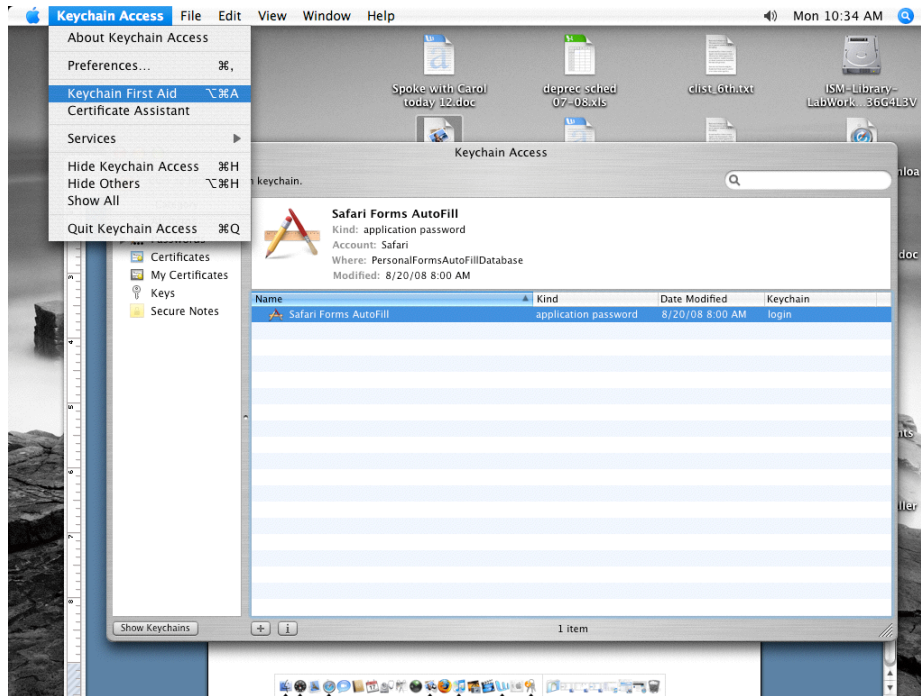 Keychain Access File Edit View Window Help Mon 10:34 AM
About Keychain Access
Preferences... ⌘,
Keychain First Aid ⌥⌘A
Certificate Assistant
Services
Hide Keychain Access ⌘H
Hide Others ⌥⌘H
Show All
Quit Keychain Access ⌘Q
Spoke with Carol
today 12.doc
deprec sched
07-08.xls
clist_6th.txt
ISM-Library-
LabWork...36G4L3V
Keychain Access
keychain.
Safari Forms AutoFill
Kind: application password
Account: Safari
Where: PersonalFormsAutoFillDatabase
Modified: 8/20/08 8:00 AM
Certificates
My Certificates
Keys
Secure Notes
Name Kind Date Modified Keychain
Safari Forms AutoFill application password 8/20/08 8:00 AM login
Show Keychains
+ i
1 item